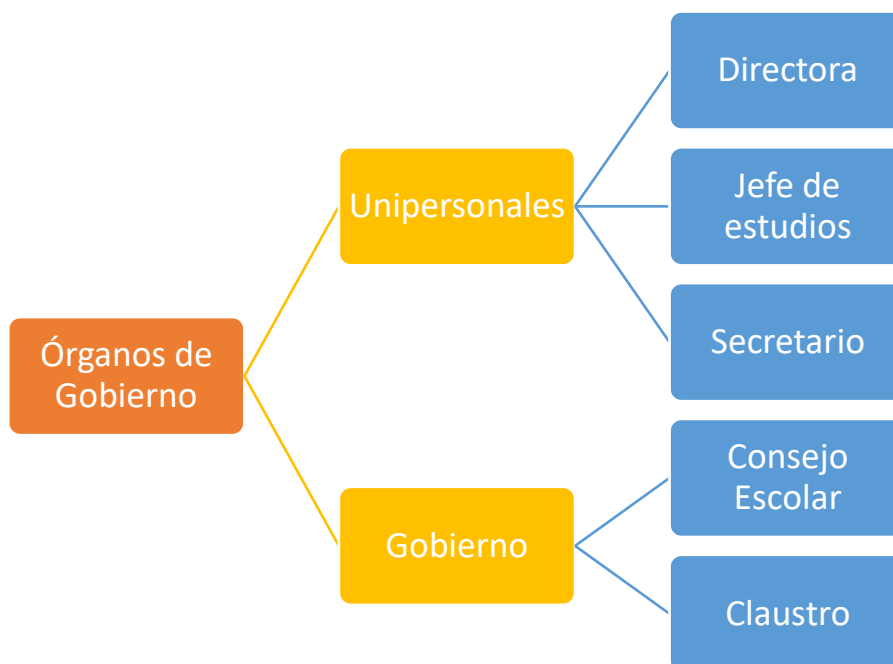 Directora
Unipersonales
Jefe de
estudios
Secretario
Órganos de
Gobierno
Consejo
Escolar
Gobierno
Claustro